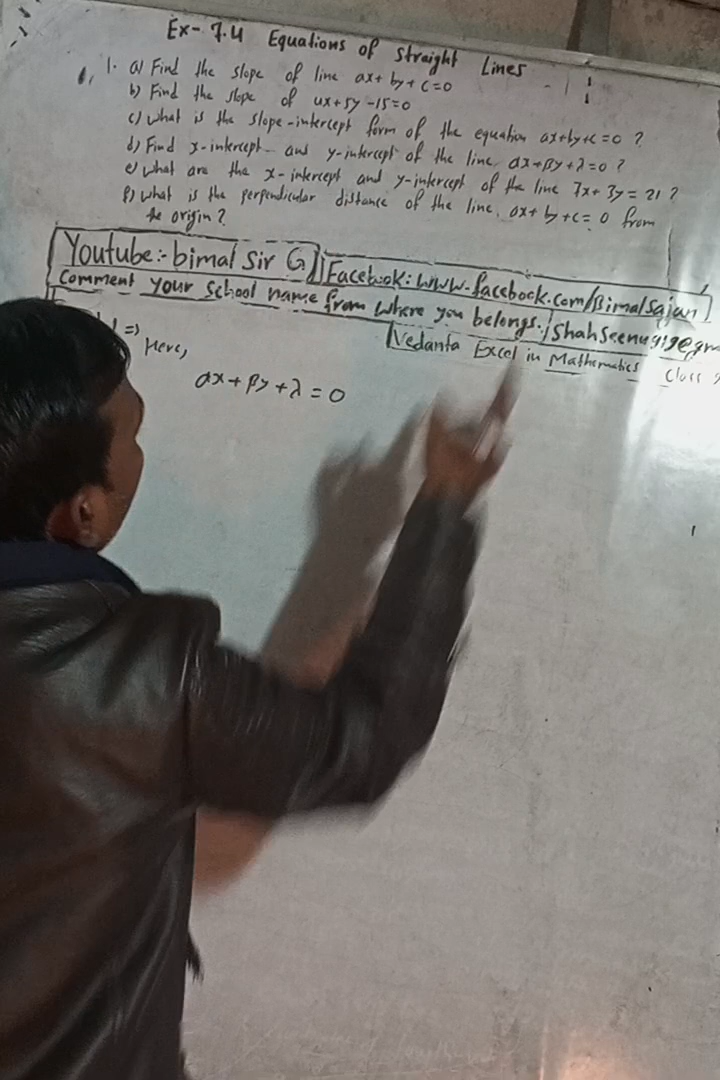 Ex- 7.4 Equations of Straight Lines
1. a) Find the slope of line ax + by + c = 0
b) Find the slope of 4x + 5y - 15 = 0
c) What is the slope-intercept form of the equation ax + by + c = 0 ?
d) Find x-intercept and y-intercept of the line, αx + βy + λ = 0 ?
e) What are the x-intercept and y-intercept of the line 7x + 3y = 21 ?
f) What is the perpendicular distance of the line, ax + by + c = 0 from
the origin ?
Youtube:- bimal Sir G
Facebook: www.facebook.com/Bimalsajan
Comment your school name from where you belongs.
Vedanta Excel in Mathematics Class
=> Here,
αx + βy + λ = 0